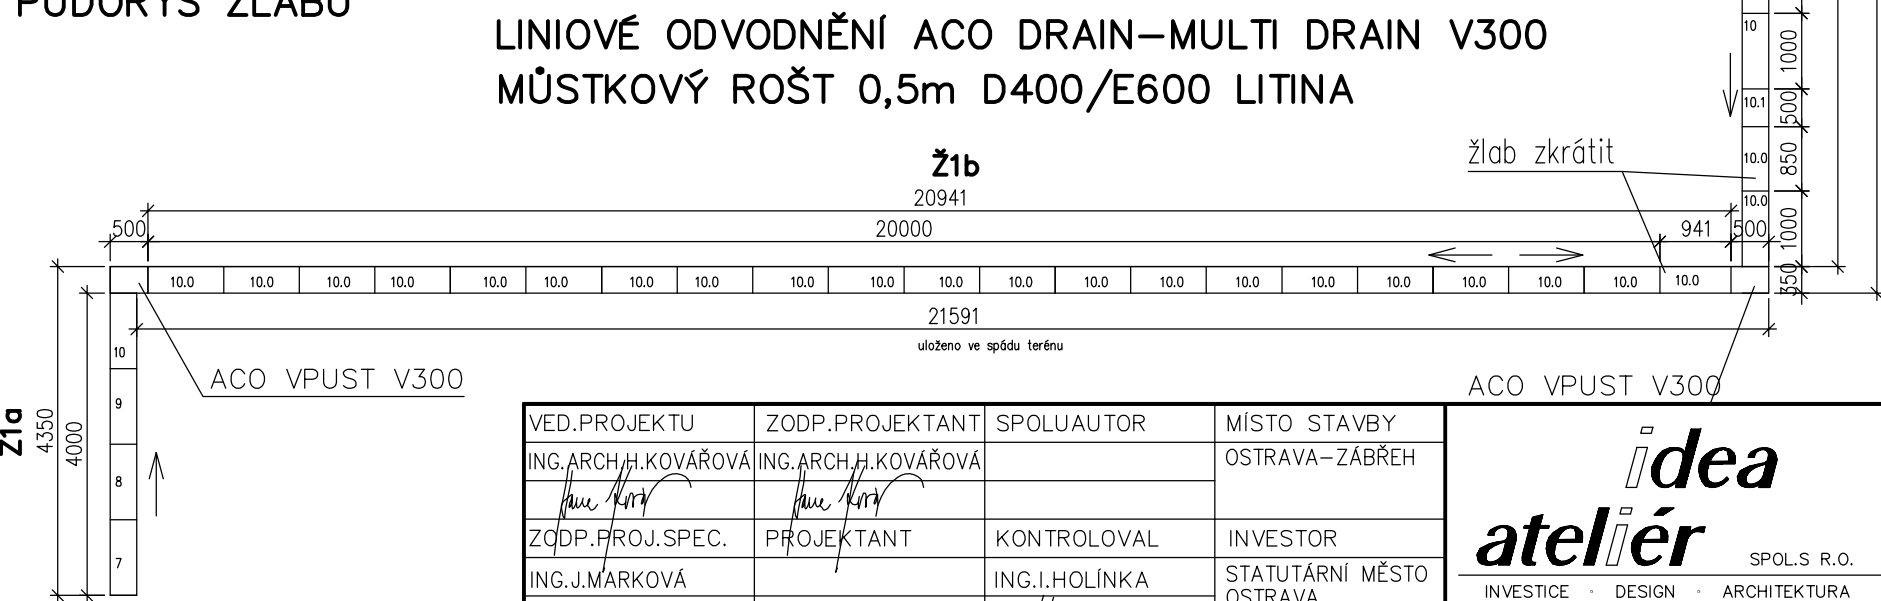 PŮDORYS ŽLABU
LINIOVÉ ODVODNĚNÍ ACO DRAIN–MULTI DRAIN V300
MŮSTKOVÝ ROŠT 0,5m D400/E600 LITINA
10
1000
10.1
500
10.0
850
10.0
1000
350
žlab zkrátit
Ž1b
20941
500
20000
941
500
10.0 10.0 10.0 10.0 10.0 10.0 10.0 10.0 10.0 10.0 10.0 10.0 10.0 10.0 10.0 10.0 10.0 10.0 10.0 10.0 10.0
21591
uloženo ve spádu terénu
ACO VPUST V300
ACO VPUST V300
10
9
8
7
Ž1a
4350
4000
VED.PROJEKTU ZODP.PROJEKTANT SPOLUAUTOR MÍSTO STAVBY
ING.ARCH.H.KOVÁŘOVÁ ING.ARCH.H.KOVÁŘOVÁ OSTRAVA–ZÁBŘEH
ZODP.PROJ.SPEC. PROJEKTANT KONTROLOVAL INVESTOR
ING.J.MARKOVÁ ING.I.HOLÍNKA STATUTÁRNÍ MĚSTO
OSTRAVA
idea
ateliér
SPOL.S R.O.
INVESTICE ◦ DESIGN ◦ ARCHITEKTURA